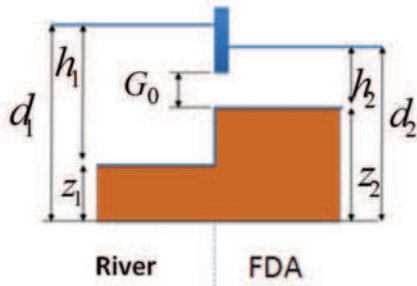 h₁
G₀
h₂
d₁
d₂
z₁
z₂
River
FDA